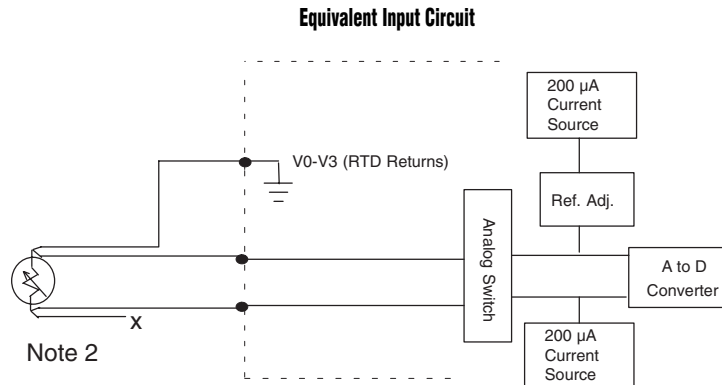 Equivalent Input Circuit
200 µA
Current
Source
V0-V3 (RTD Returns)
Ref. Adj.
Analog Switch
A to D
Converter
x
Note 2
200 µA
Current
Source